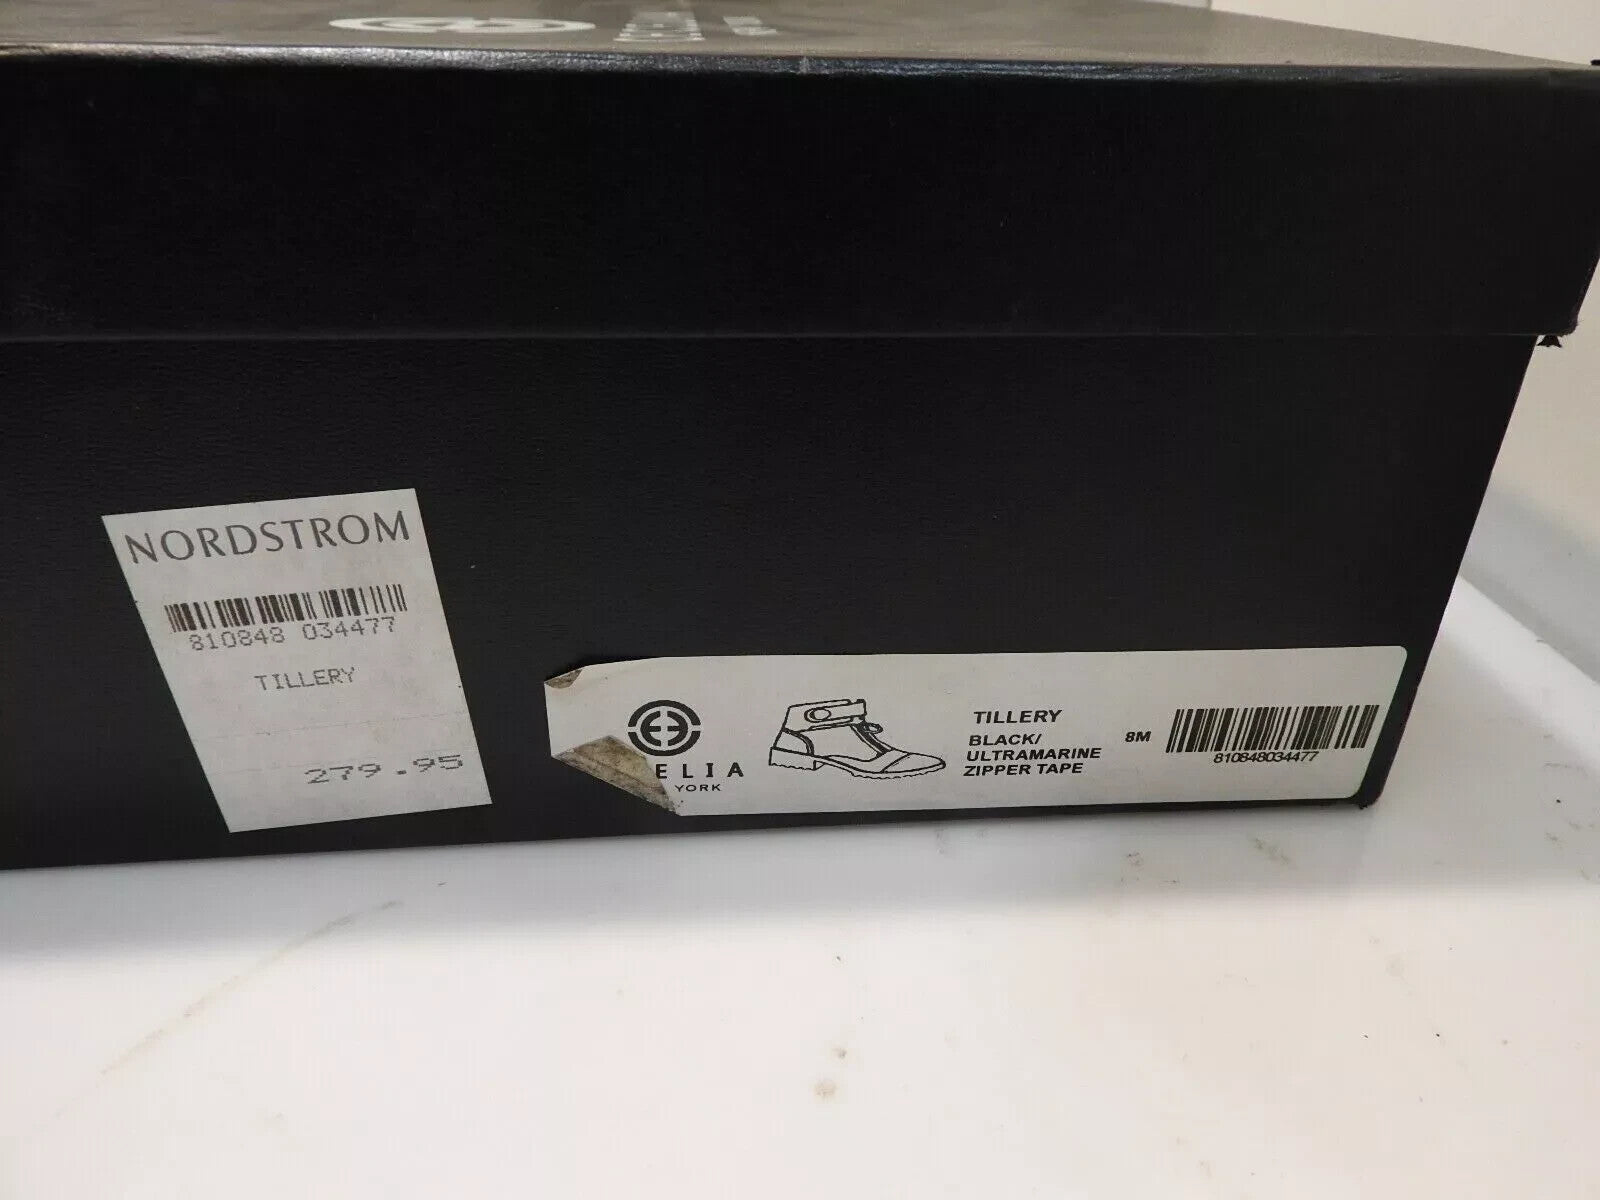 NORDSTROM
810848 034477
TILLERY
279.95
ELIA
YORK
TILLERY
BLACK/
ULTRAMARINE
ZIPPER TAPE
8M
810848034477